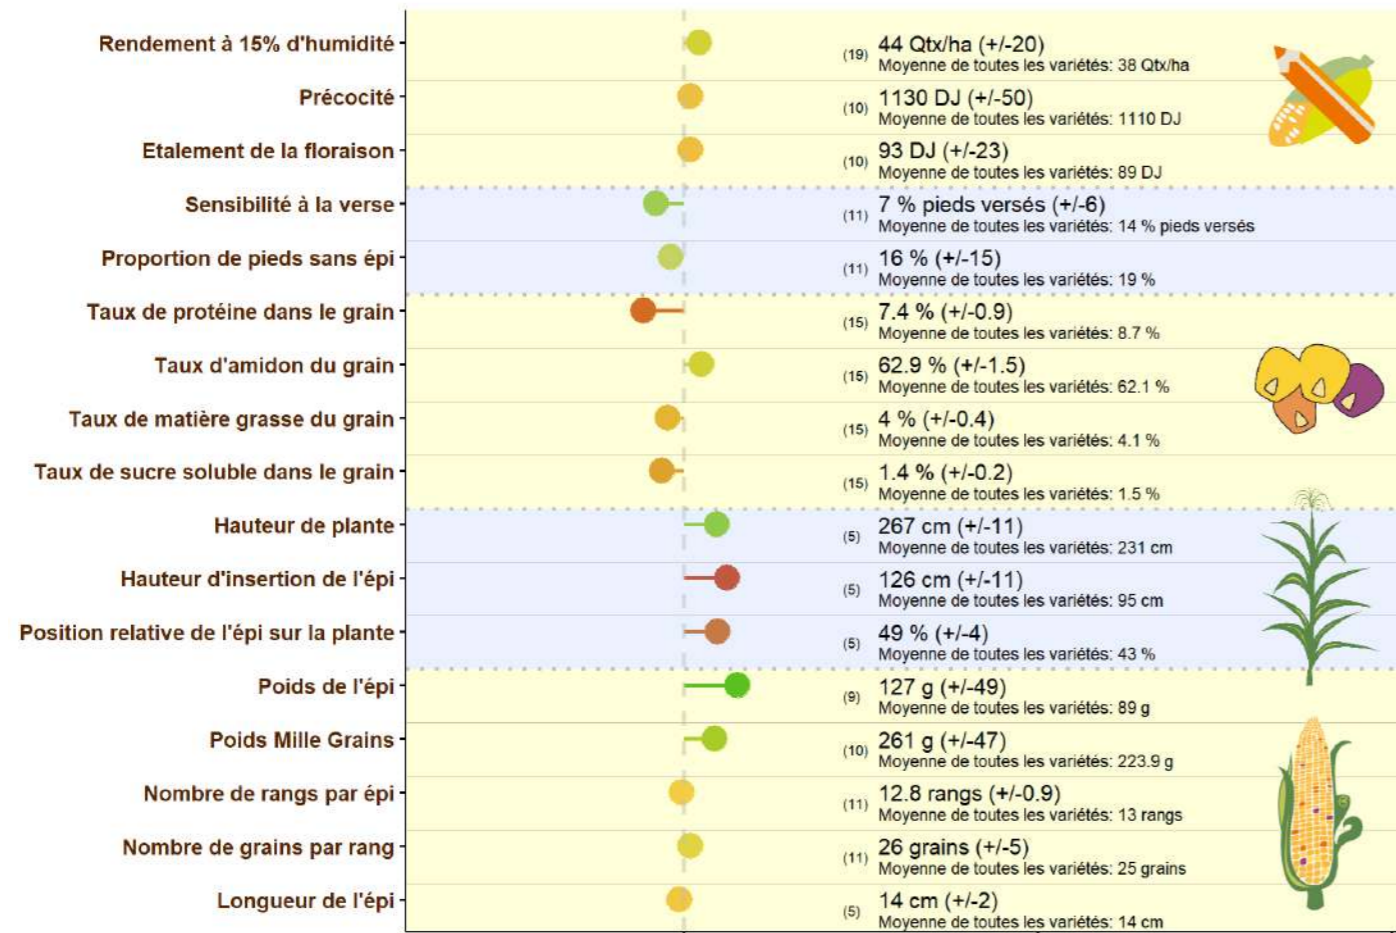 Rendement à 15% d'humidité
(19) 44 Qtx/ha (+/-20)
Moyenne de toutes les variétés: 38 Qtx/ha
Précocité
(10) 1130 DJ (+/-50)
Moyenne de toutes les variétés: 1110 DJ
Etalement de la floraison
(10) 93 DJ (+/-23)
Moyenne de toutes les variétés: 89 DJ
Sensibilité à la verse
(11) 7 % pieds versés (+/-6)
Moyenne de toutes les variétés: 14 % pieds versés
Proportion de pieds sans épi
(11) 16 % (+/-15)
Moyenne de toutes les variétés: 19 %
Taux de protéine dans le grain
(15) 7.4 % (+/-0.9)
Moyenne de toutes les variétés: 8.7 %
Taux d'amidon du grain
(15) 62.9 % (+/-1.5)
Moyenne de toutes les variétés: 62.1 %
Taux de matière grasse du grain
(15) 4 % (+/-0.4)
Moyenne de toutes les variétés: 4.1 %
Taux de sucre soluble dans le grain
(15) 1.4 % (+/-0.2)
Moyenne de toutes les variétés: 1.5 %
Hauteur de plante
(5) 267 cm (+/-11)
Moyenne de toutes les variétés: 231 cm
Hauteur d'insertion de l'épi
(5) 126 cm (+/-11)
Moyenne de toutes les variétés: 95 cm
Position relative de l'épi sur la plante
(5) 49 % (+/-4)
Moyenne de toutes les variétés: 43 %
Poids de l'épi
(9) 127 g (+/-49)
Moyenne de toutes les variétés: 89 g
Poids Mille Grains
(10) 261 g (+/-47)
Moyenne de toutes les variétés: 223.9 g
Nombre de rangs par épi
(11) 12.8 rangs (+/-0.9)
Moyenne de toutes les variétés: 13 rangs
Nombre de grains par rang
(11) 26 grains (+/-5)
Moyenne de toutes les variétés: 25 grains
Longueur de l'épi
(5) 14 cm (+/-2)
Moyenne de toutes les variétés: 14 cm